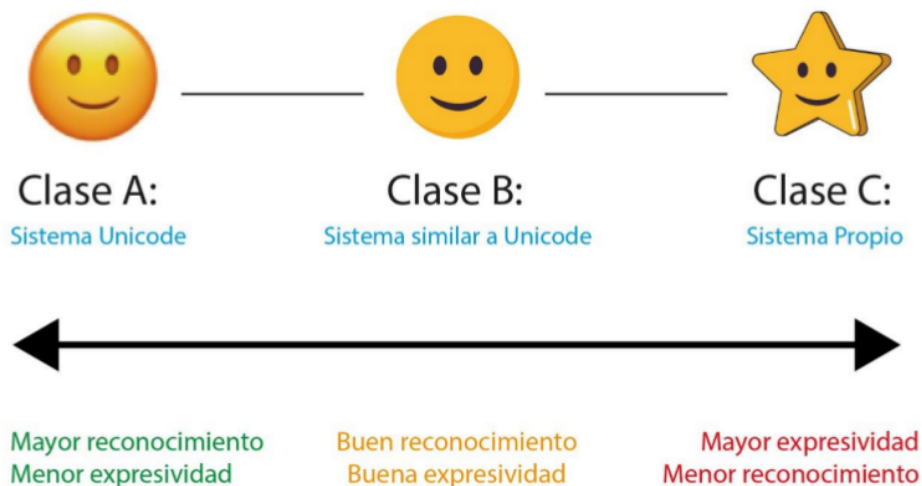 Clase A:
Sistema Unicode
Clase B:
Sistema similar a Unicode
Clase C:
Sistema Propio
Mayor reconocimiento
Menor expresividad
Buen reconocimiento
Buena expresividad
Mayor expresividad
Menor reconocimiento